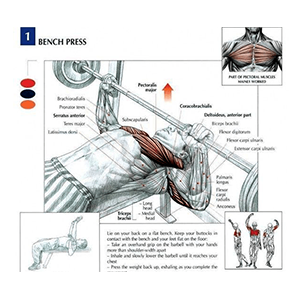 1
BENCH PRESS
PART OF PECTORAL MUSCLES
MAINLY WORKED
Pectoralis
major
Brachioradialis
Pronator teres
Serratus anterior
Teres major
Latissimus dorsi
Subscapularis
Coracobrachialis
Deltoideus, anterior part
Biceps brachii
Flexor digitorum
Flexor carpi ulnaris
Extensor carpi ulnaris
Palmaris
longus
Flexor
carpi
radialis
Anconeus
Triceps
brachii
Long
head
Medial
head
Lie on your back on a flat bench. Keep your buttocks in
contact with the bench and your feet flat on the floor:
- Take an overhand grip on the barbell with your hands
more than shoulder-width apart
- Inhale and slowly lower the barbell until it reaches your
chest
- Press the weight back up, exhaling as you complete the